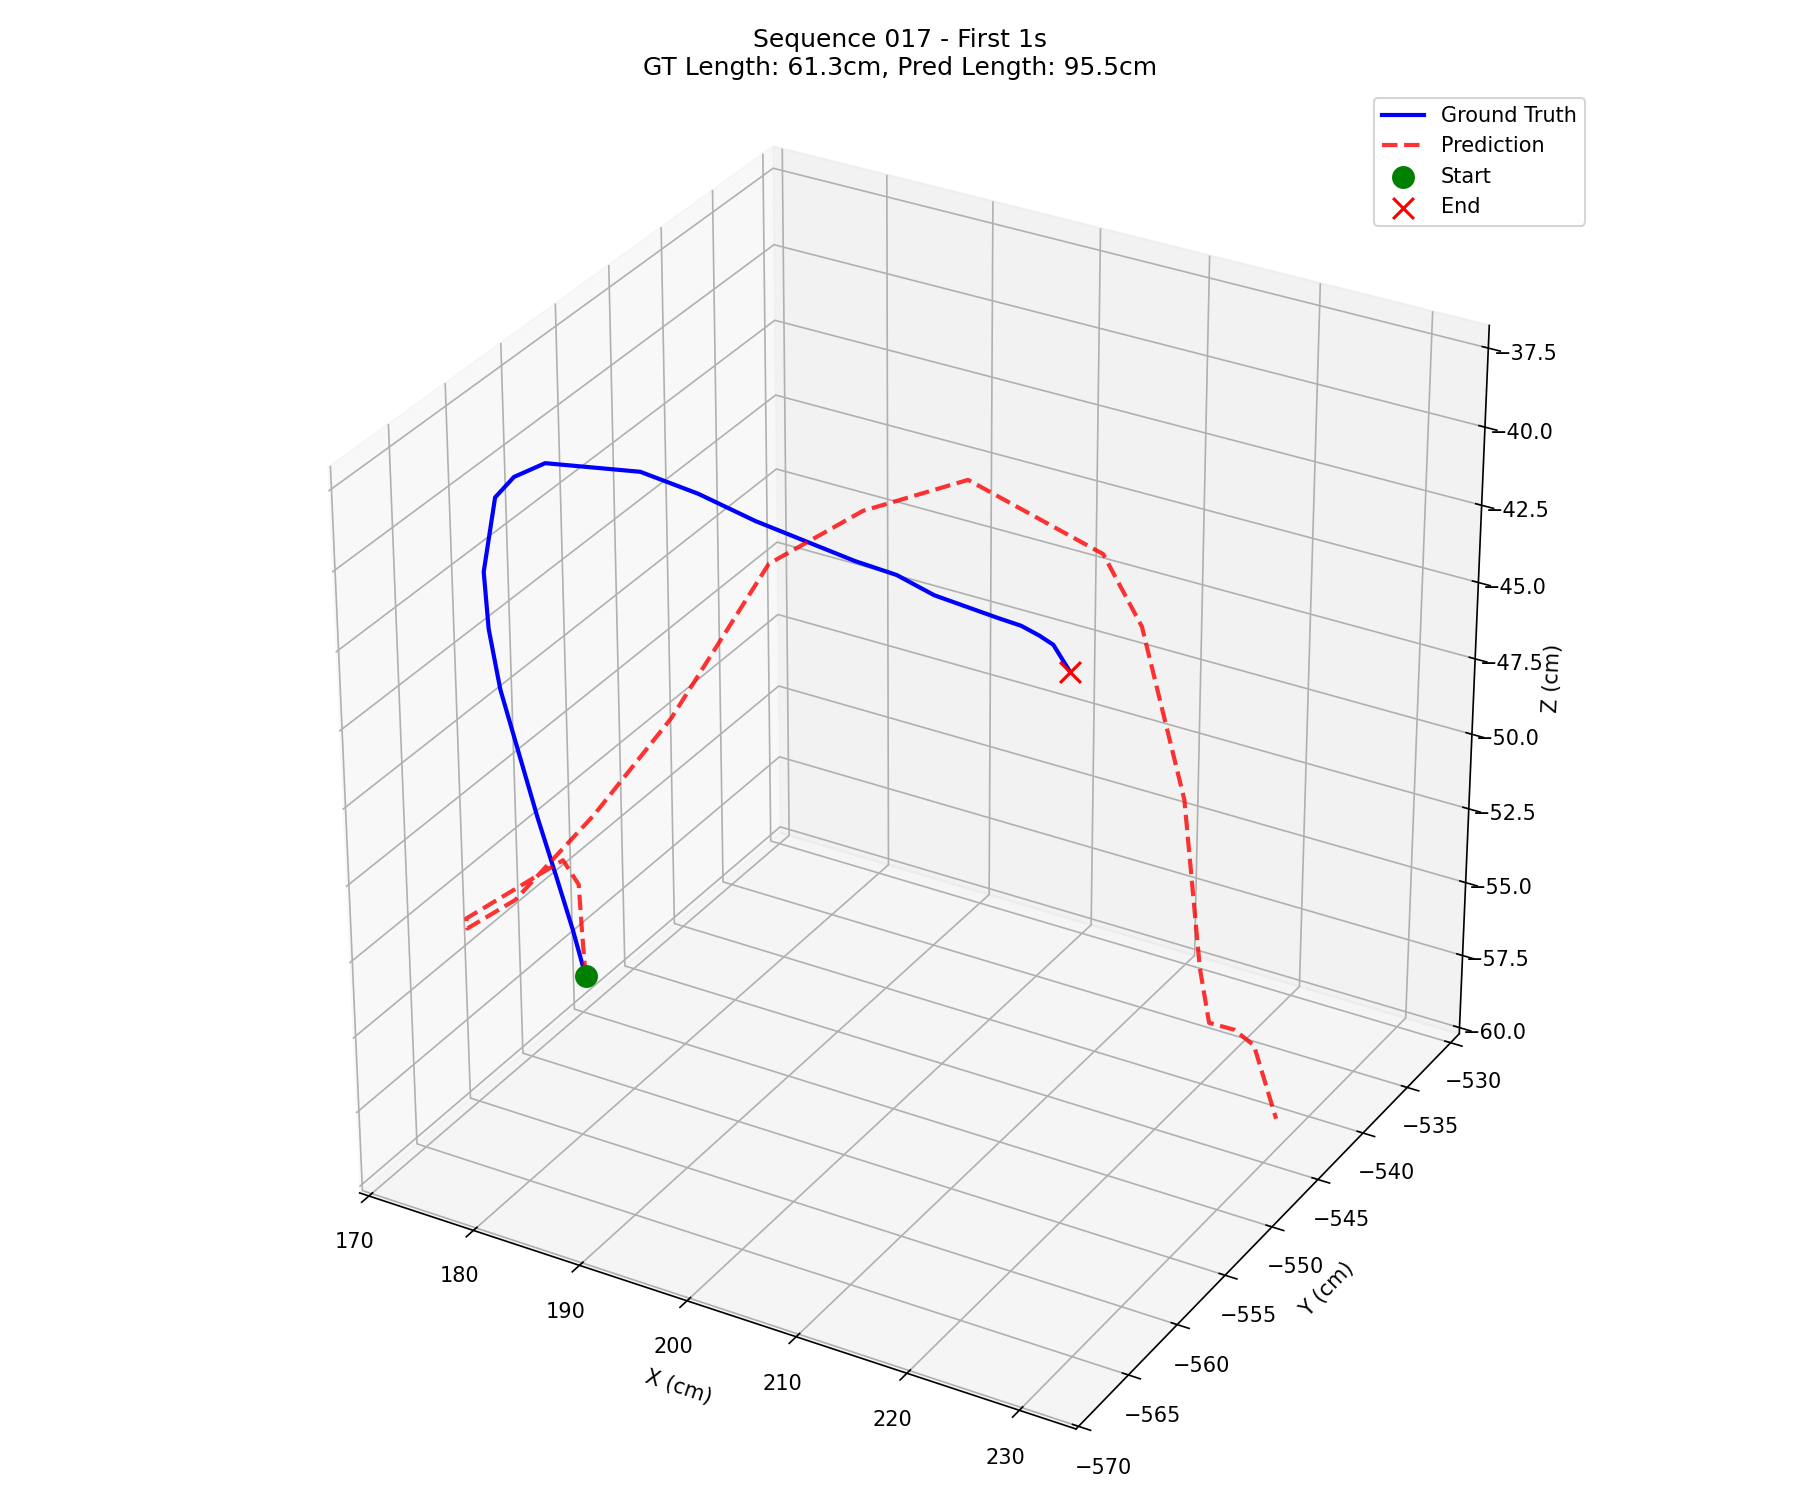 Sequence 017 - First 1s
GT Length: 61.3cm, Pred Length: 95.5cm
Ground Truth
Prediction
Start
End
−37.5
−40.0
−42.5
−45.0
−47.5
−50.0
−52.5
−55.0
−57.5
−60.0
Z (cm)
−530
−535
−540
−545
−550
−555
−560
−565
−570
Y (cm)
170
180
190
200
210
220
230
X (cm)